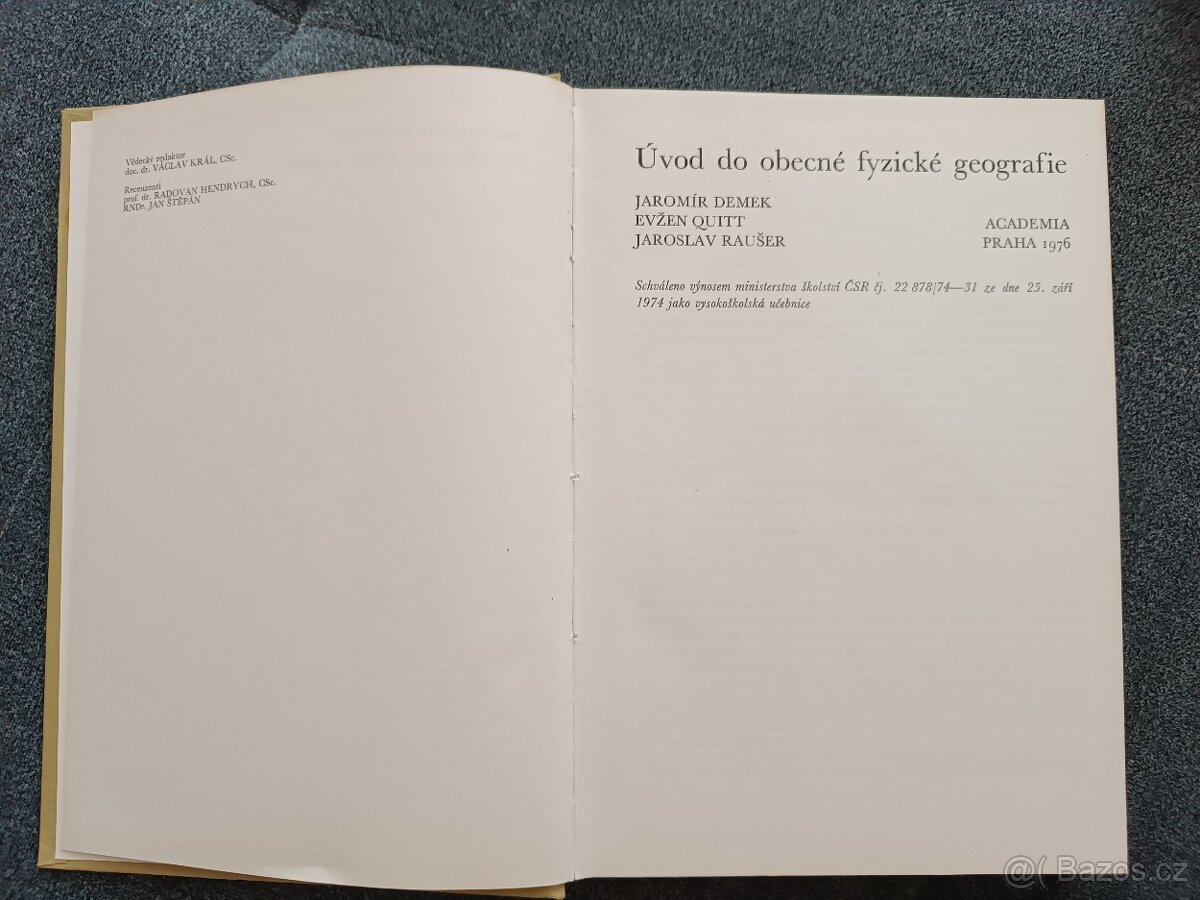 Vědecký redaktor
doc. dr. VÁCLAV KRÁL, CSc.
Recenzenti
prof. dr. RADOVAN HENDRYCH, CSc.
RNDr. JAN ŠTĚPÁN
Úvod do obecné fyzické geografie
JAROMÍR DEMEK
EVŽEN QUITT
JAROSLAV RAUŠER
ACADEMIA
PRAHA 1976
Schváleno výnosem ministerstva školství ČSR čj. 22 878/74—31 ze dne 25. září
1974 jako vysokoškolská učebnice
@( Bazos.cz